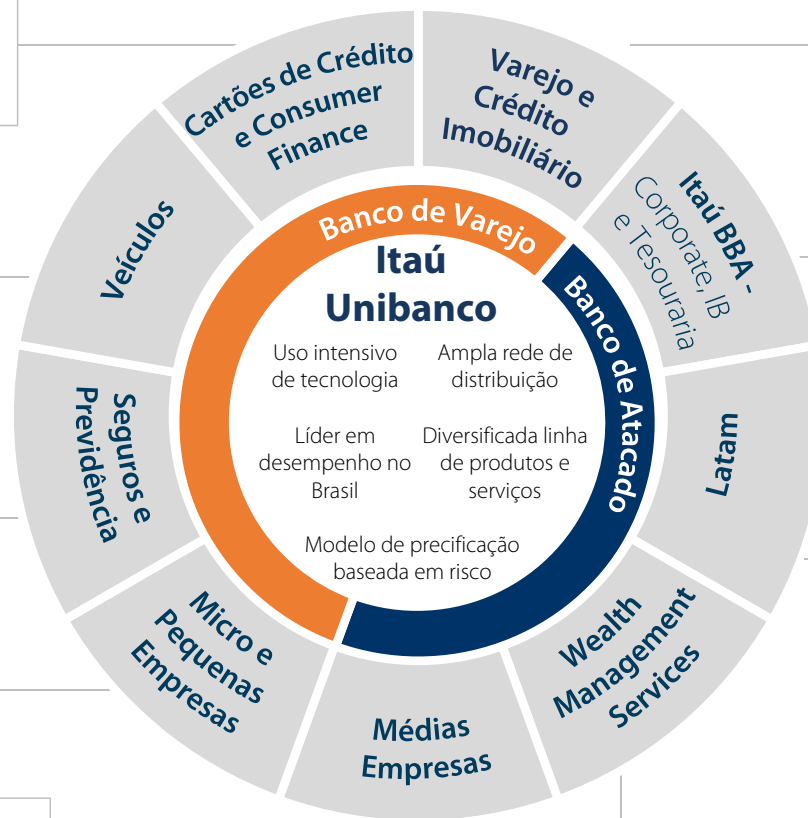 Cartões de Crédito
e Consumer
Finance
Varejo e
Crédito
Imobiliário
Itaú BBA -
Corporate, IB
e Tesouraria
Latam
Wealth
Management
Services
Médias
Empresas
Micro e
Pequenas
Empresas
Seguros e
Previdência
Veículos
Banco de Varejo
Banco de Atacado
Itaú
Unibanco
Uso intensivo
de tecnologia
Ampla rede de
distribuição
Líder em
desempenho no
Brasil
Diversificada linha
de produtos e
serviços
Modelo de precificação
baseada em risco